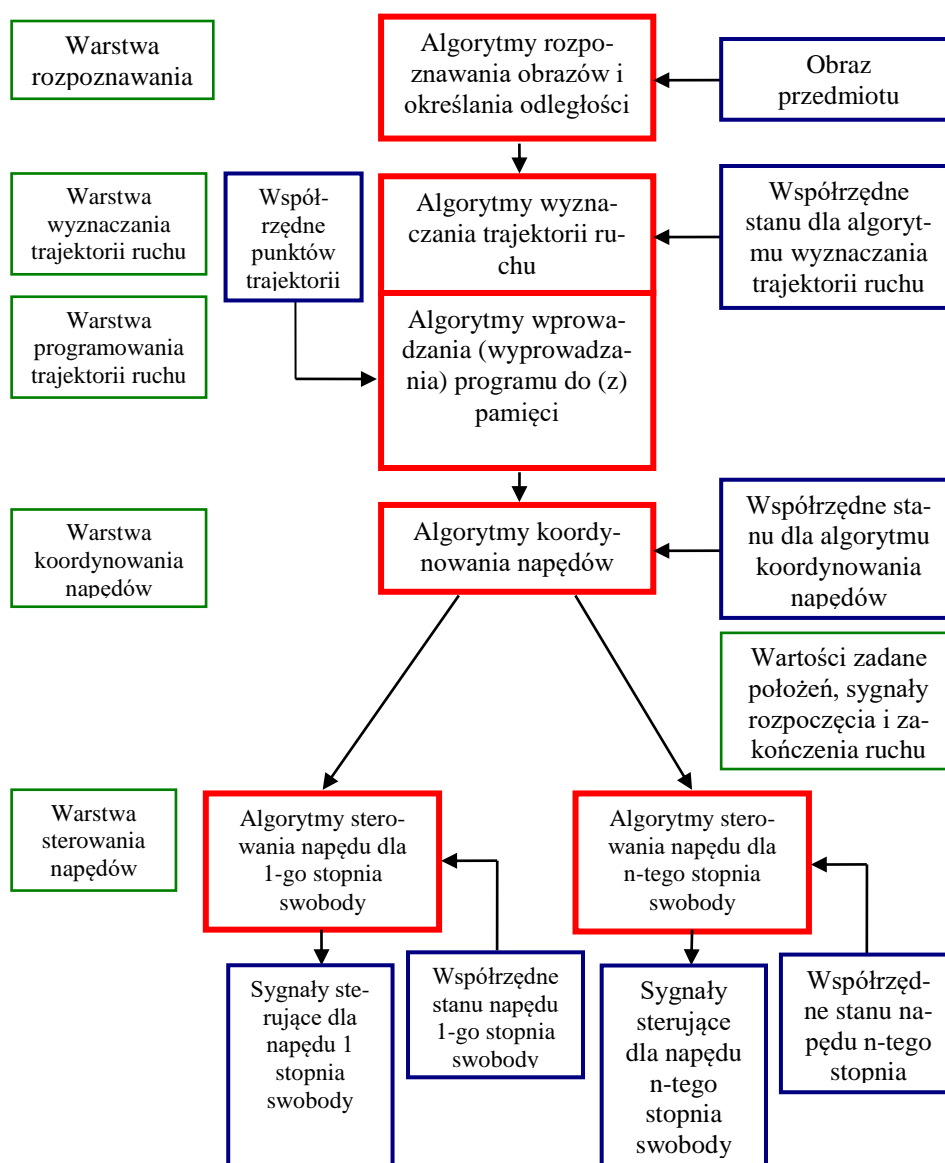 Warstwa
rozpoznawania
Algorytmy rozpo-
znawania obrazów i
określania odległości
Obraz
przedmiotu
Warstwa
wyznaczania
trajektorii ruchu
Współ-
rzędne
punktów
trajektorii
Algorytmy wyzna-
czania trajektorii ru-
chu
Współrzędne
stanu dla algoryt-
mu wyznaczania
trajektorii ruchu
Warstwa
programowania
trajektorii ruchu
Algorytmy wprowa-
dzania (wyprowadza-
nia) programu do (z)
pamięci
Warstwa
koordynowania
napędów
Algorytmy koordy-
nowania napędów
Współrzędne sta-
nu dla algorytmu
koordynowania
napędów
Wartości zadane
położeń, sygnały
rozpoczęcia i za-
kończenia ruchu
Warstwa
sterowania
napędów
Algorytmy stero-
wania napędu dla
1-go stopnia
swobody
Algorytmy stero-
wania napędu dla
n-tego stopnia
swobody
Sygnały ste-
rujące dla
napędu 1
stopnia
swobody
Współrzędne
stanu napędu
1-go stopnia
swobody
Sygnały
sterujące
dla napędu
n-tego
stopnia
swobody
Współrzęd-
ne stanu na-
pędu n-tego
stopnia